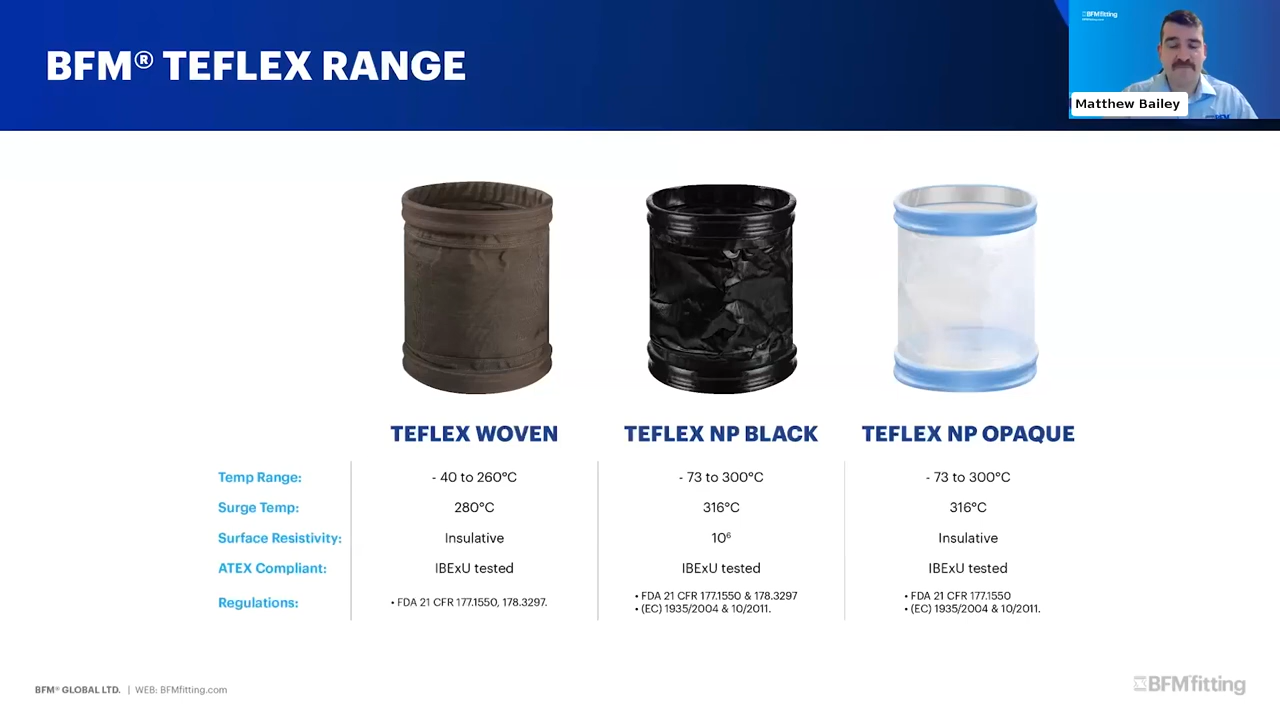 BFM® TEFLEX RANGE
BFMfitting
Matthew Bailey
BFM
TEFLEX WOVEN
TEFLEX NP BLACK
TEFLEX NP OPAQUE
Temp Range:
- 40 to 260°C
- 73 to 300°C
- 73 to 300°C
Surge Temp:
280°C
316°C
316°C
Surface Resistivity:
Insulative
10⁶
Insulative
ATEX Compliant:
IBExU tested
IBExU tested
IBExU tested
Regulations:
• FDA 21 CFR 177.1550, 178.3297.
• FDA 21 CFR 177.1550 & 178.3297
• (EC) 1935/2004 & 10/2011.
• FDA 21 CFR 177.1550
• (EC) 1935/2004 & 10/2011.
BFM® GLOBAL LTD. | WEB: BFMfitting.com
BFMfitting